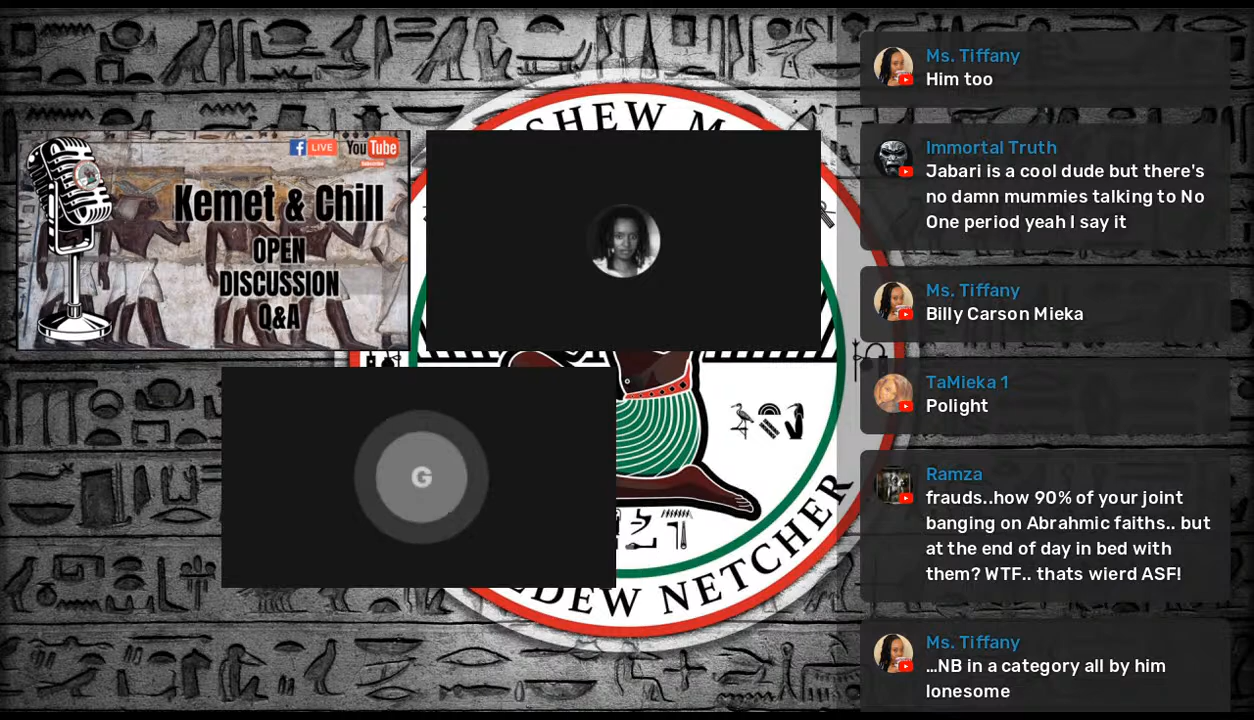 LIVE
YouTube
Subscribe
Kemet & Chill
OPEN
DISCUSSION
Q&A
G
SHEW M
DEW NETCHER
Ms. Tiffany
Him too
Immortal Truth
Jabari is a cool dude but there's
no damn mummies talking to No
One period yeah I say it
Ms. Tiffany
Billy Carson Mieka
TaMieka 1
Polight
Ramza
frauds..how 90% of your joint
banging on Abrahmic faiths.. but
at the end of day in bed with
them? WTF.. thats wierd ASF!
Ms. Tiffany
...NB in a category all by him
lonesome